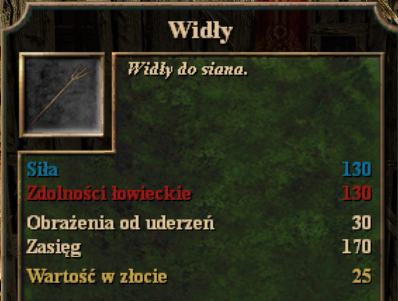 Widły
Widły do siana.
Siła 130
Zdolności łowieckie 130
Obrażenia od uderzeń 30
Zasięg 170
Wartość w złocie 25